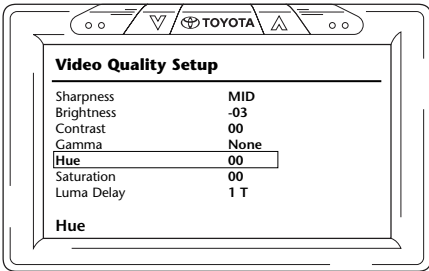 TOYOTA
Video Quality Setup
Sharpness MID
Brightness -03
Contrast 00
Gamma None
Hue 00
Saturation 00
Luma Delay 1 T
Hue